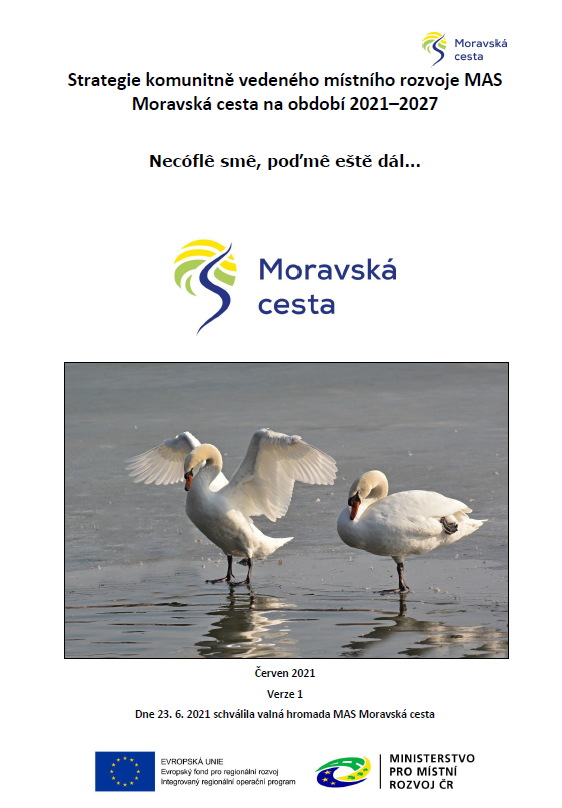 Moravská
cesta
Strategie komunitně vedeného místního rozvoje MAS
Moravská cesta na období 2021–2027
Necóflê smê, poďmê eště dál...
Moravská
cesta
Červen 2021
Verze 1
Dne 23. 6. 2021 schválila valná hromada MAS Moravská cesta
EVROPSKÁ UNIE
Evropský fond pro regionální rozvoj
Integrovaný regionální operační program
MINISTERSTVO
PRO MÍSTNÍ
ROZVOJ ČR